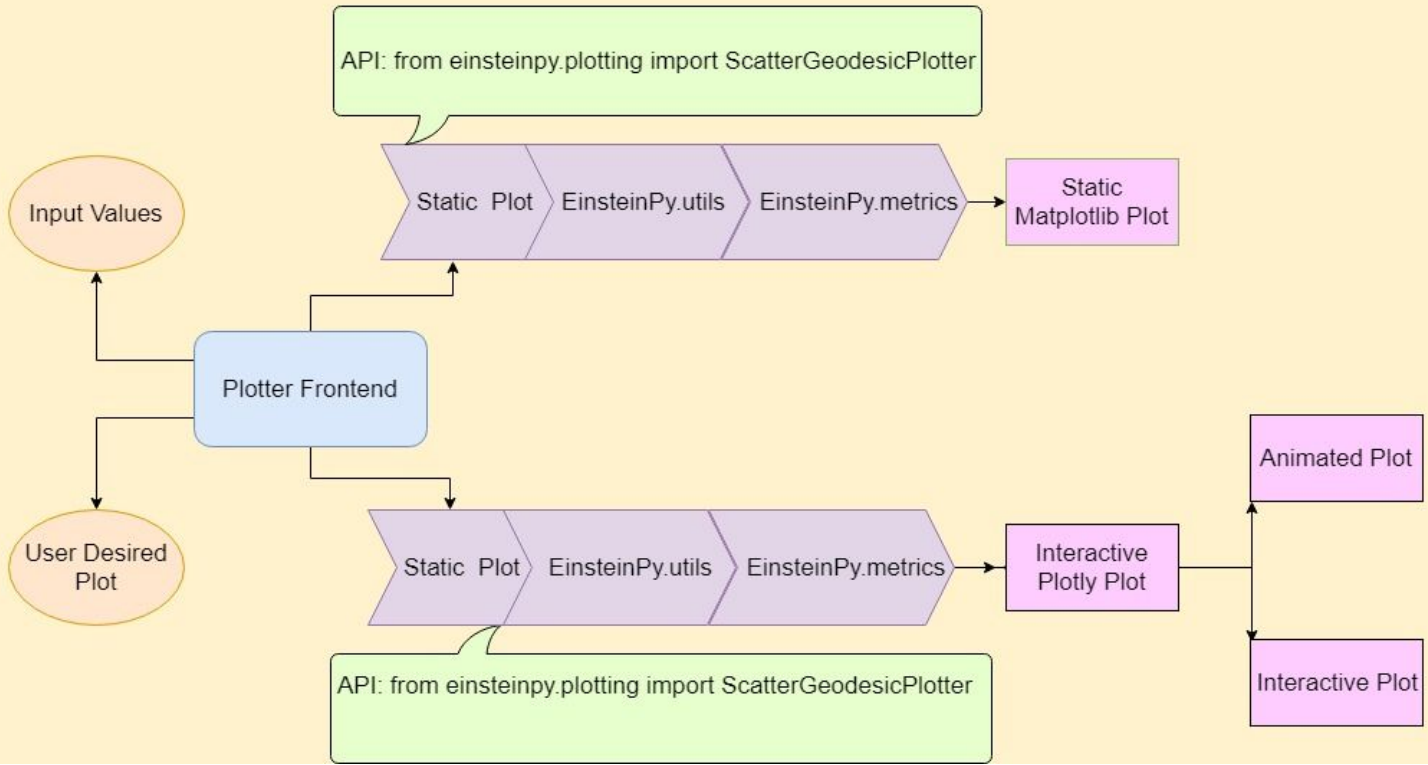 API: from einsteinpy.plotting import ScatterGeodesicPlotter
Input Values
Static Plot
EinsteinPy.utils
EinsteinPy.metrics
Static
Matplotlib Plot
Plotter Frontend
User Desired
Plot
Static Plot
EinsteinPy.utils
EinsteinPy.metrics
Interactive
Plotly Plot
Animated Plot
Interactive Plot
API: from einsteinpy.plotting import ScatterGeodesicPlotter